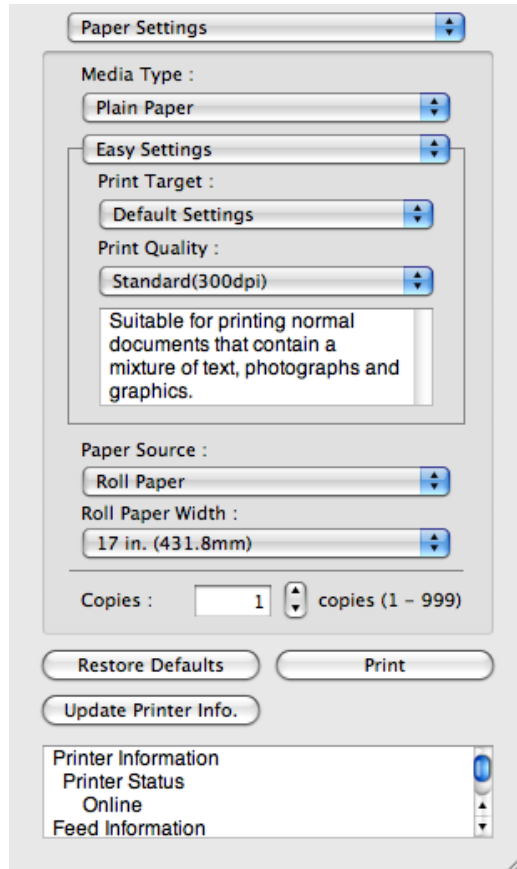 Paper Settings
Media Type :
Plain Paper
Easy Settings
Print Target :
Default Settings
Print Quality :
Standard(300dpi)
Suitable for printing normal
documents that contain a
mixture of text, photographs and
graphics.
Paper Source :
Roll Paper
Roll Paper Width :
17 in. (431.8mm)
Copies : 1 copies (1 – 999)
Restore Defaults Print
Update Printer Info.
Printer Information
Printer Status
Online
Feed Information